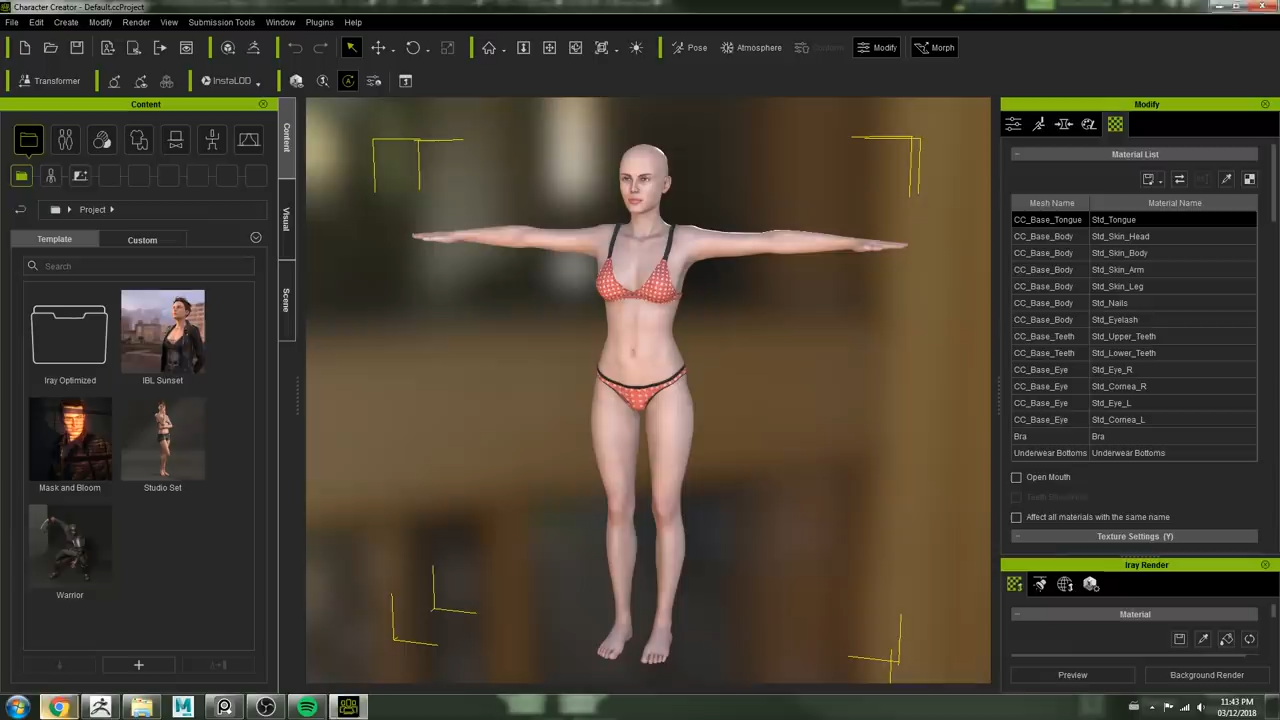 Character Creator - Default.ccProject
File Edit Create Modify Render View Submission Tools Window Plugins Help
Pose Atmosphere Modify Morph
Transformer InstaLOD
Content
Modify
Content
Visual
Scene
Project
Template Custom
Search
Iray Optimized IBL Sunset
Mask and Bloom Studio Set
Warrior
Material List
Mesh Name Material Name
CC_Base_Tongue Std_Tongue
CC_Base_Body Std_Skin_Head
CC_Base_Body Std_Skin_Body
CC_Base_Body Std_Skin_Arm
CC_Base_Body Std_Skin_Leg
CC_Base_Body Std_Nails
CC_Base_Body Std_Eyelash
CC_Base_Teeth Std_Upper_Teeth
CC_Base_Teeth Std_Lower_Teeth
CC_Base_Eye Std_Eye_R
CC_Base_Eye Std_Cornea_R
CC_Base_Eye Std_Eye_L
CC_Base_Eye Std_Cornea_L
Bra Bra
Underwear Bottoms Underwear Bottoms
Open Mouth
Affect all materials with the same name
Texture Settings (Y)
Iray Render
Material
Preview Background Render
11:43 PM
03/12/2018